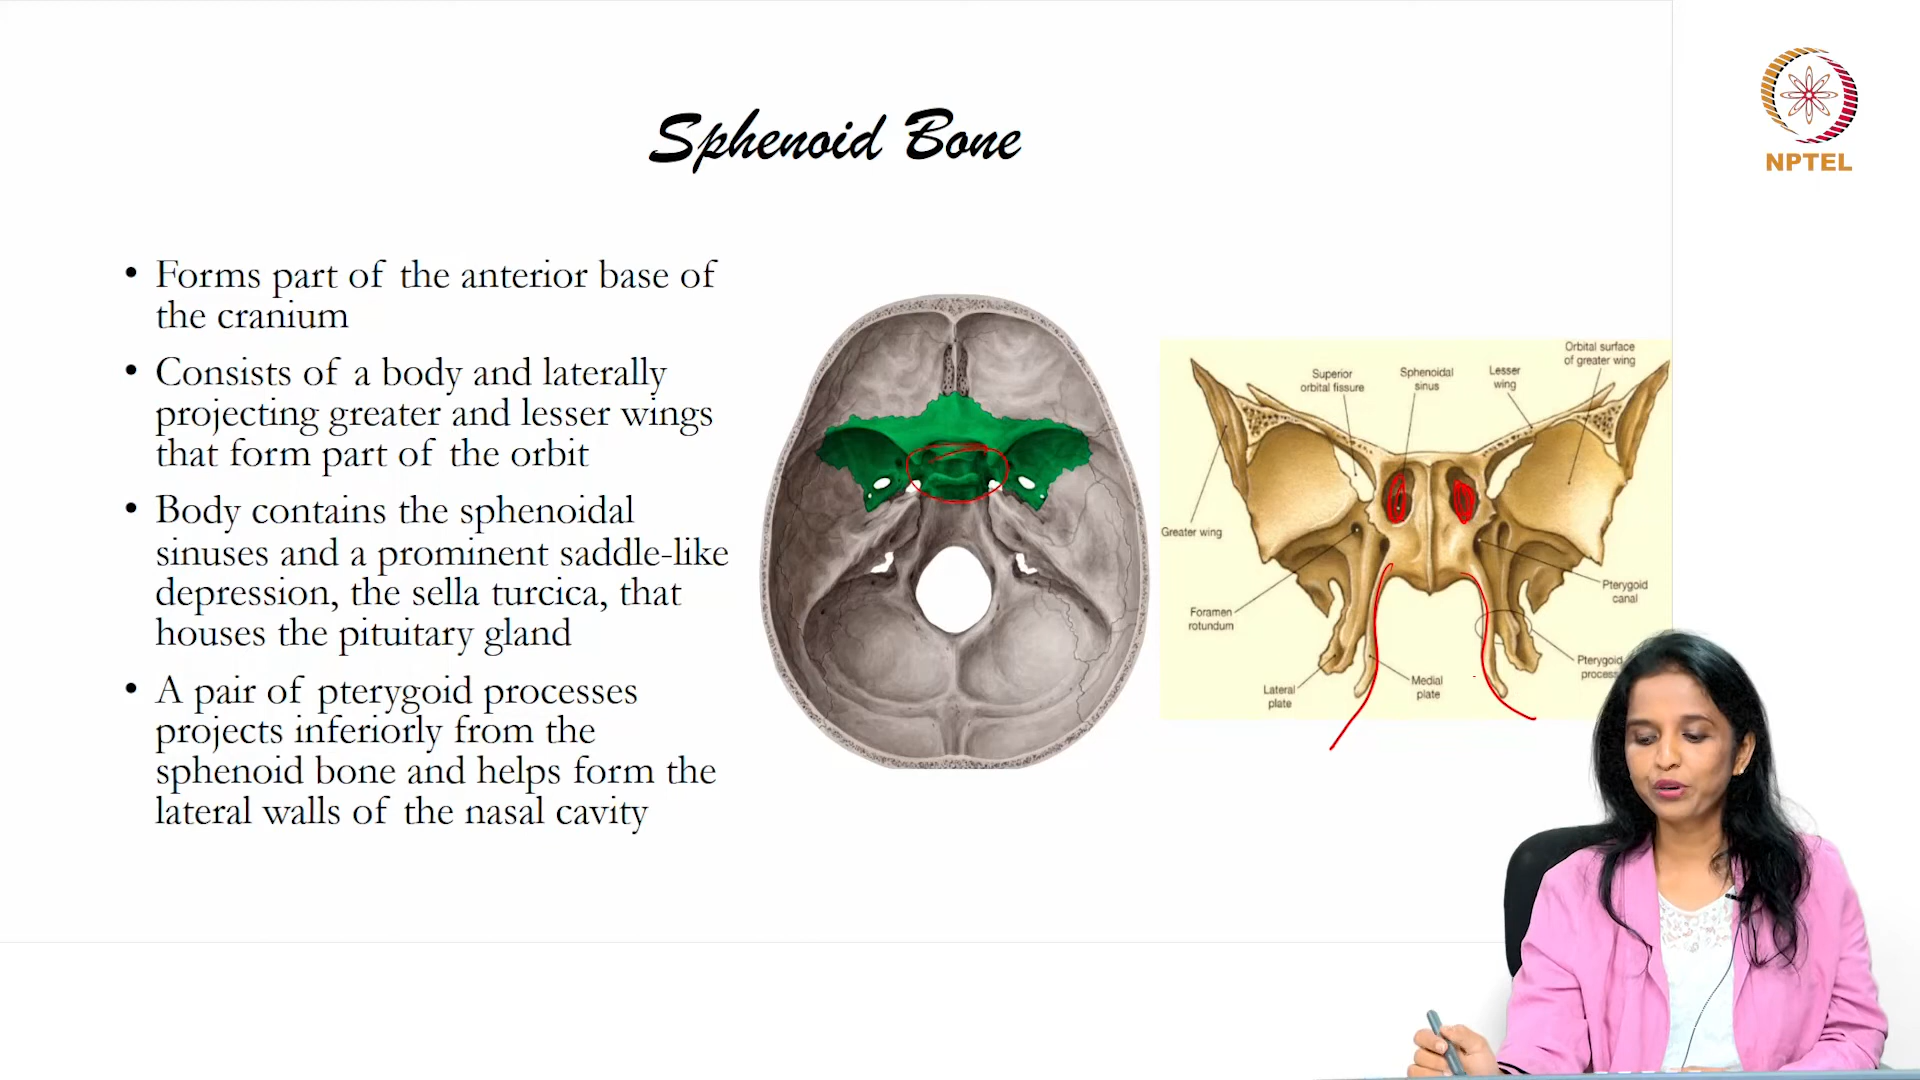 Sphenoid Bone
NPTEL
• Forms part of the anterior base of
the cranium
• Consists of a body and laterally
projecting greater and lesser wings
that form part of the orbit
• Body contains the sphenoidal
sinuses and a prominent saddle-like
depression, the sella turcica, that
houses the pituitary gland
• A pair of pterygoid processes
projects inferiorly from the
sphenoid bone and helps form the
lateral walls of the nasal cavity
Superior
orbital fissure
Sphenoidal
sinus
Lesser
wing
Orbital surface
of greater wing
Greater wing
Foramen
rotundum
Pterygoid
canal
Lateral
plate
Medial
plate
Pterygoid